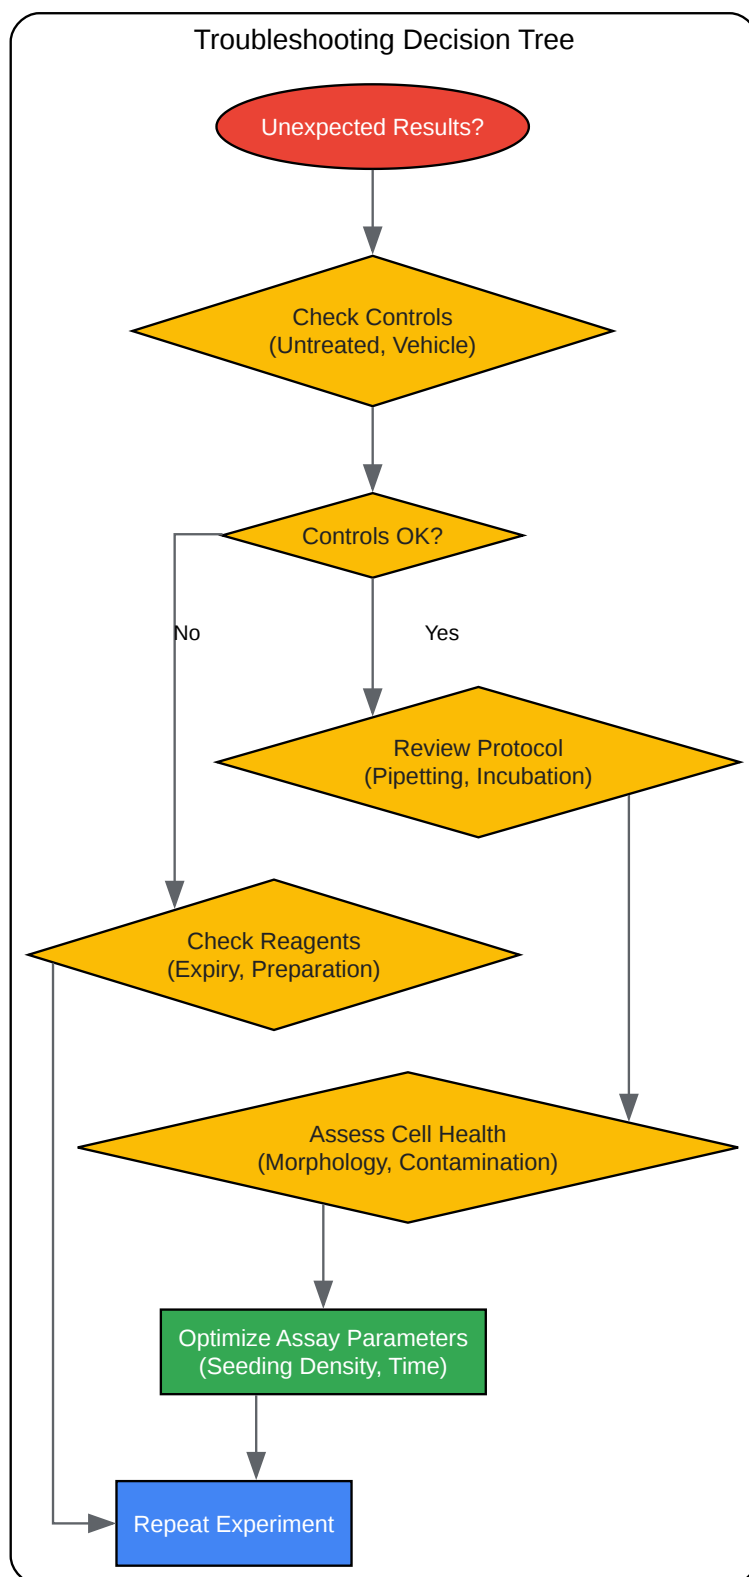 Troubleshooting Decision Tree
Unexpected Results?
Check Controls
(Untreated, Vehicle)
Controls OK?
No
Yes
Review Protocol
(Pipetting, Incubation)
Check Reagents
(Expiry, Preparation)
Assess Cell Health
(Morphology, Contamination)
Optimize Assay Parameters
(Seeding Density, Time)
Repeat Experiment